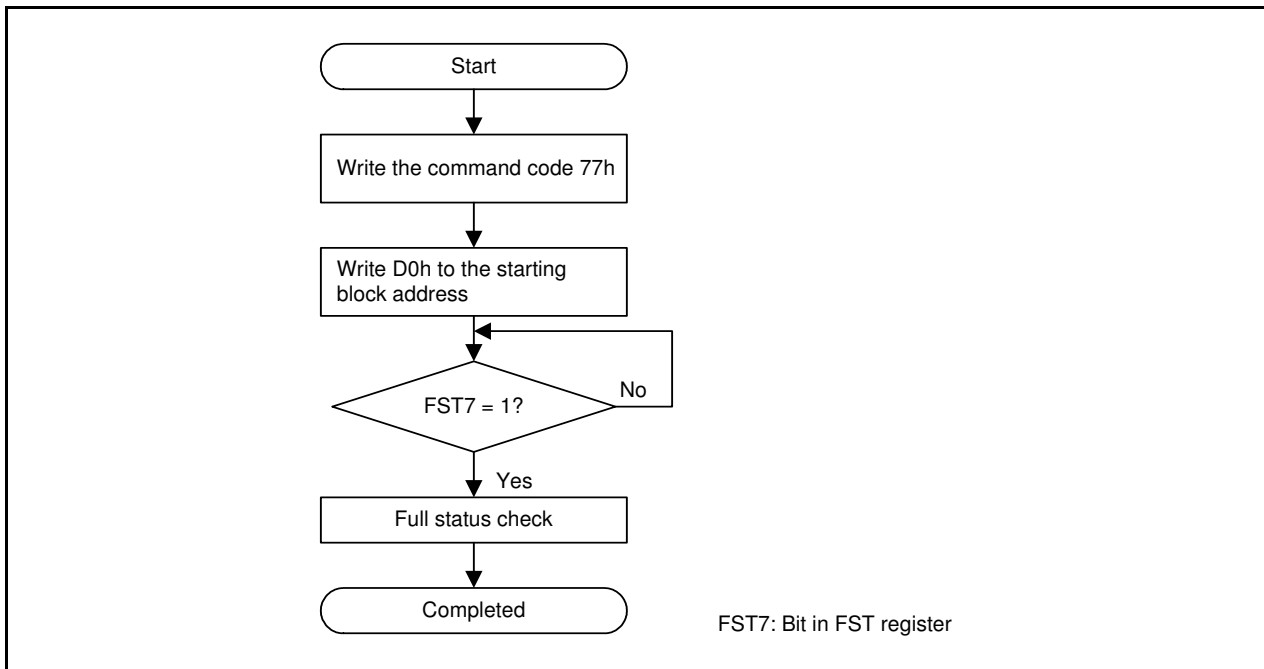 Start
Write the command code 77h
Write D0h to the starting
block address
FST7 = 1?
No
Yes
Full status check
Completed
FST7: Bit in FST register